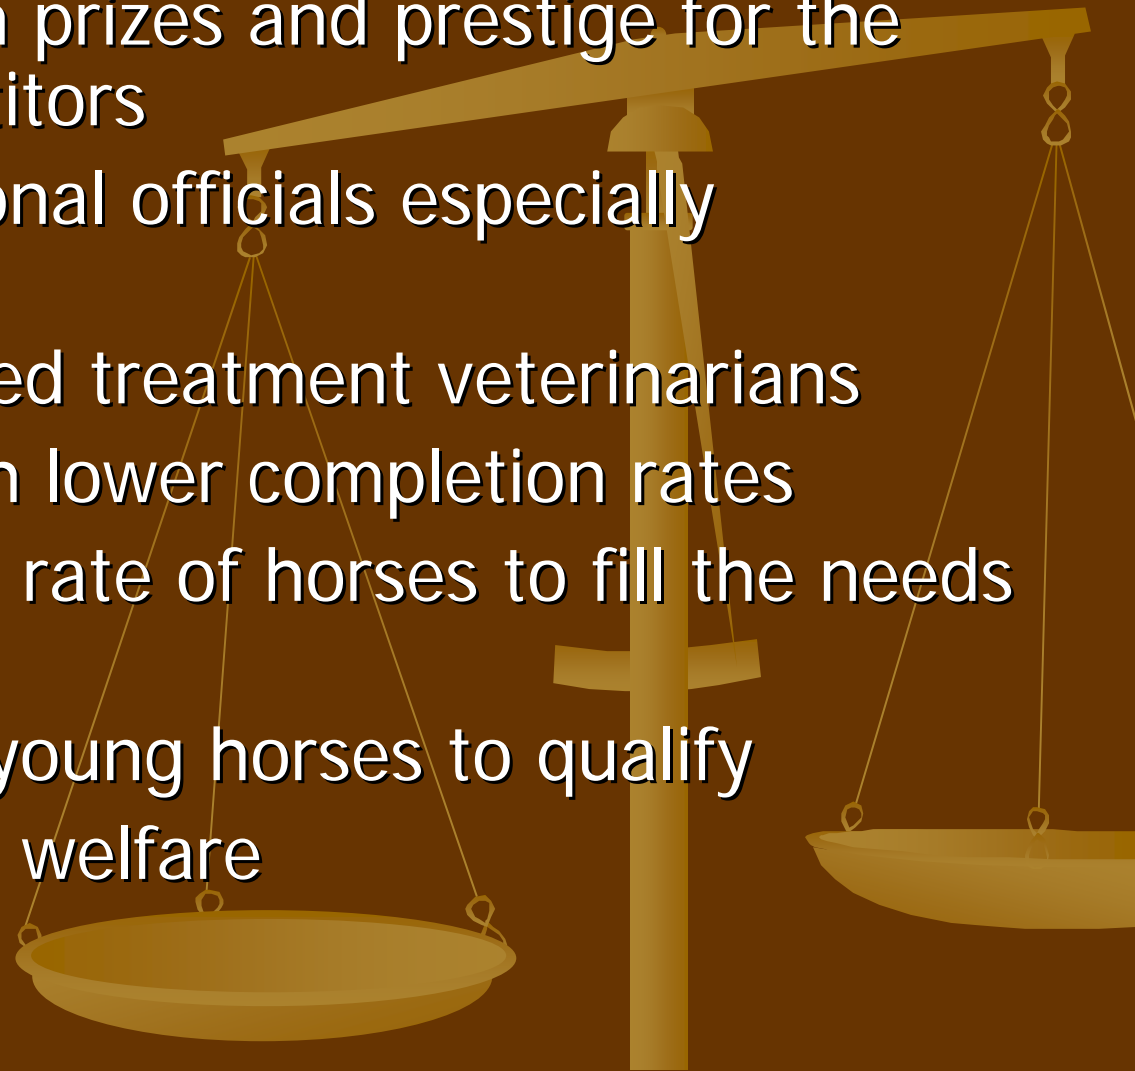 prizes and prestige for the
titors
onal officials especially
ed treatment veterinarians
n lower completion rates
rate of horses to fill the needs
young horses to qualify
welfare